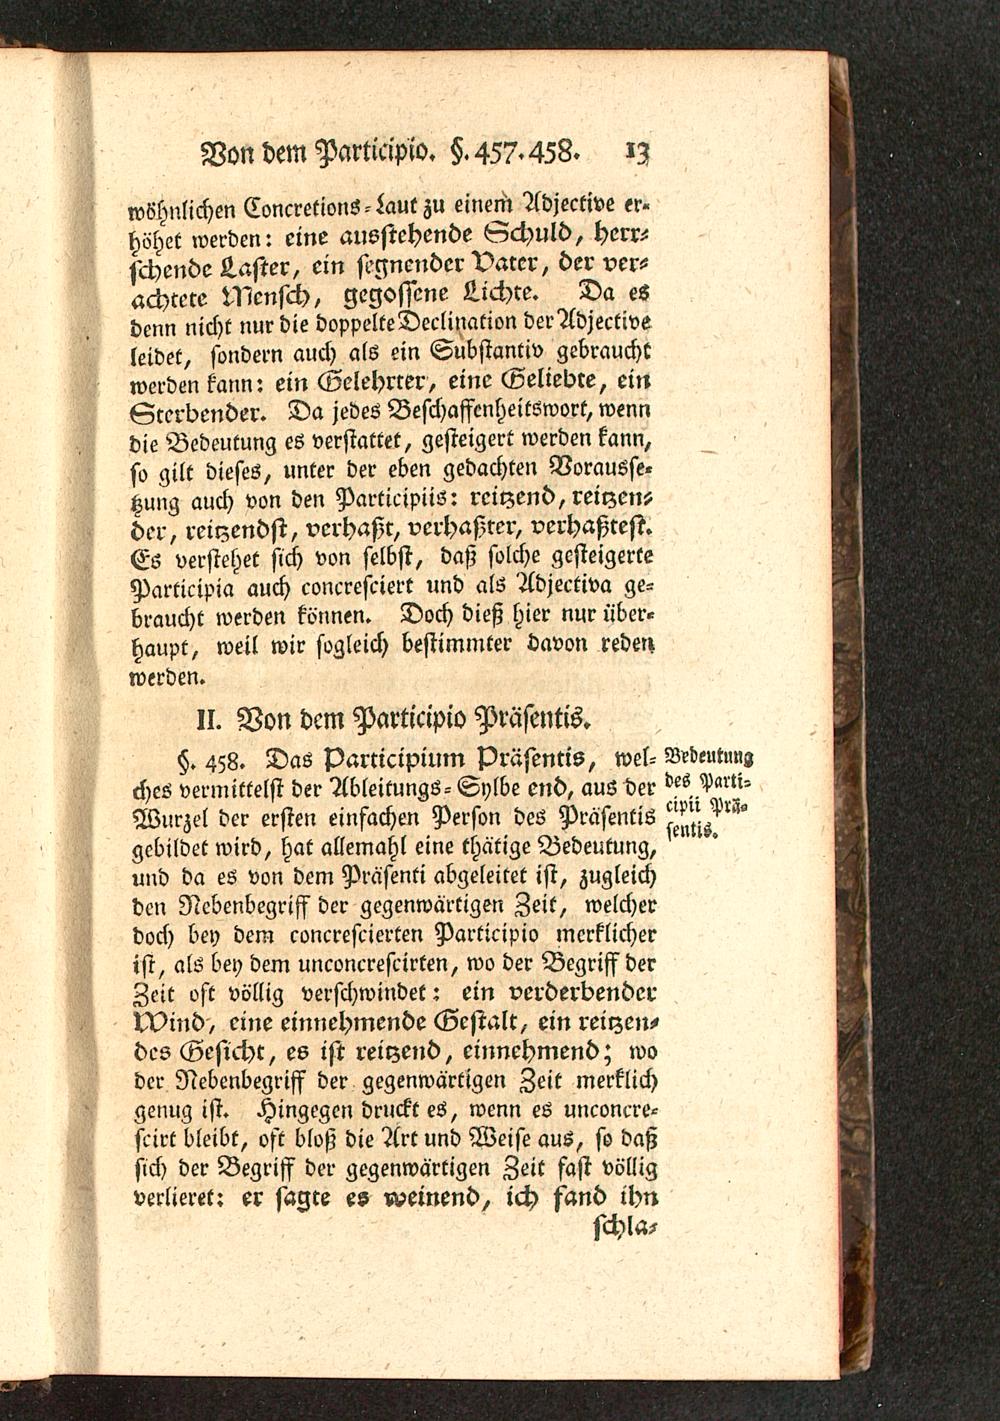 Von dem Participio. §. 457. 458. 13
wöhnlichen Concretions-Laut zu einem Adjective er-
höhet werden: eine ausstehende Schuld, herr-
schende Laster, ein segnender Vater, der ver-
achtete Mensch, gegossene Lichte. Da es
denn nicht nur die doppelte Declination der Adjective
leidet, sondern auch als ein Substantiv gebraucht
werden kann: ein Gelehrter, eine Geliebte, ein
Sterbender. Da jedes Beschaffenheitswort, wenn
die Bedeutung es verstattet, gesteigert werden kann,
so gilt dieses, unter der eben gedachten Vorausse-
tzung auch von den Participiis: reitzend, reitzen-
der, reitzendst, verhaßt, verhaßter, verhaßtest.
Es verstehet sich von selbst, daß solche gesteigerte
Participia auch concresciert und als Adjectiva ge-
braucht werden können. Doch dieß hier nur über-
haupt, weil wir sogleich bestimmter davon reden
werden.
II. Von dem Participio Präsentis.
§. 458. Das Participium Präsentis, wel-
ches vermittelst der Ableitungs-Sylbe end, aus der
Wurzel der ersten einfachen Person des Präsentis
gebildet wird, hat allemahl eine thätige Bedeutung,
und da es von dem Präsenti abgeleitet ist, zugleich
den Nebenbegriff der gegenwärtigen Zeit, welcher
doch bey dem concrescierten Participio merklicher
ist, als bey dem unconcrescirten, wo der Begriff der
Zeit oft völlig verschwindet: ein verderbender
Wind, eine einnehmende Gestalt, ein reitzen-
des Gesicht, es ist reitzend, einnehmend; wo
der Nebenbegriff der gegenwärtigen Zeit merklich
genug ist. Hingegen druckt es, wenn es unconcre-
scirt bleibt, oft bloß die Art und Weise aus, so daß
sich der Begriff der gegenwärtigen Zeit fast völlig
verlieret: er sagte es weinend, ich fand ihn
schla-
Bedeutung
des Parti-
cipii Prä-
sentis.